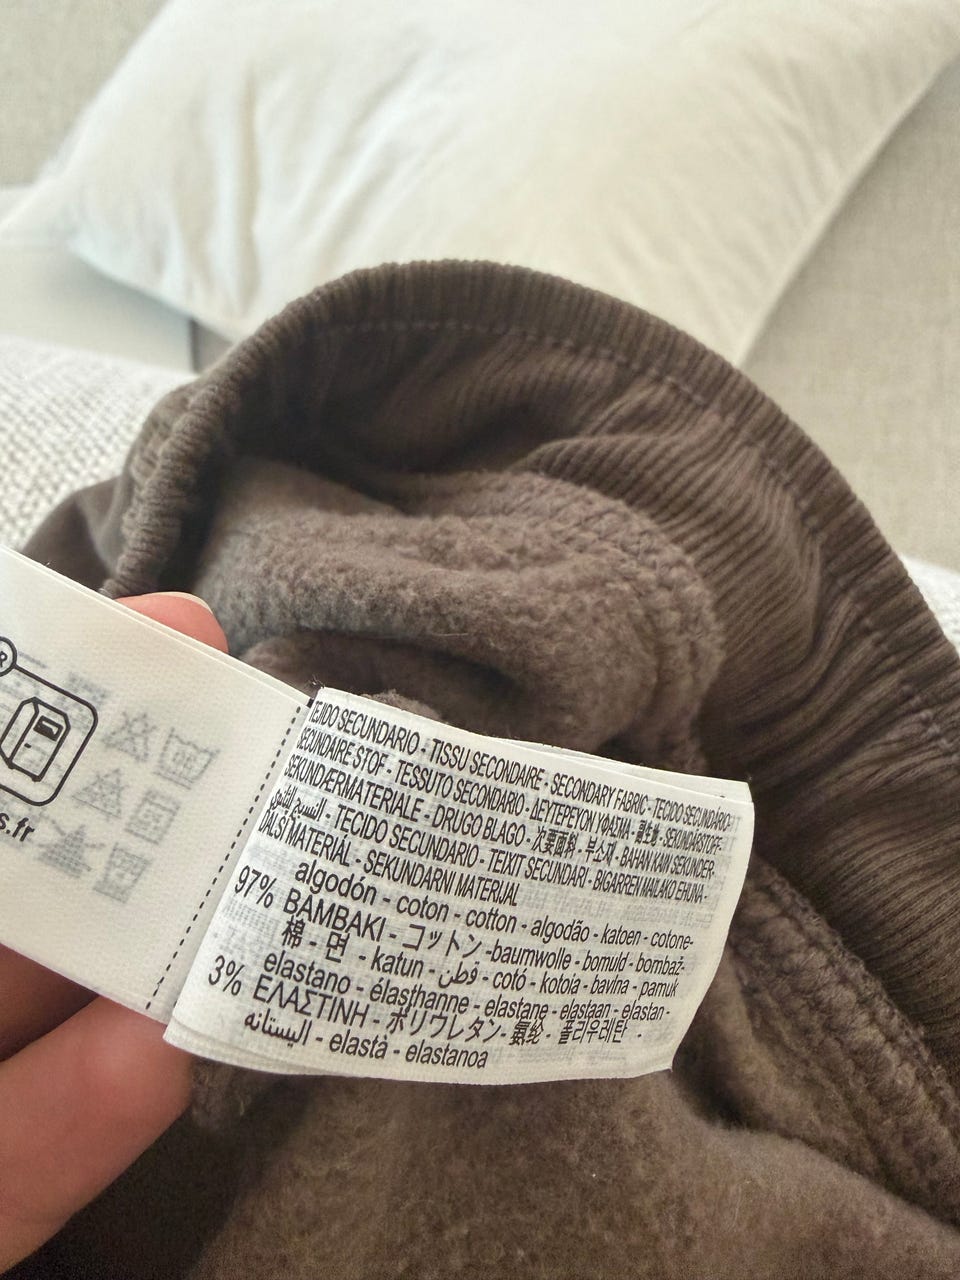 R
s.fr
TEJIDO SECUNDARIO - TISSU SECONDAIRE - SECONDARY FABRIC - TECIDO SECUNDÁRIO-
SECUNDAIRE STOF - TESSUTO SECONDARIO - ΔΕΥΤΕΡΕΥΟΝ ΥΦΑΣΜΑ - - SEKUNDÄRSTOFF-
SEKUNDÆRMATERIALE - DRUGO BLAGO - 次要面料 - 부소재 - BAHAN KAIN SEKUNDER-
النسيج الثانوي - TECIDO SECUNDARIO - TEIXIT SECUNDARI - BIGARREN MAILAKO EHUNA -
DALŠÍ MATERIÁL - SEKUNDARNI MATERIJAL
97% algodón - coton - cotton - algodão - katoen - cotone-
BAMBAKI - コットン -baumwolle - bomuld - bombaž-
棉 - 면 - katun - قطن - cotó - kotoia - bavlna - pamuk
3% elastano - élasthanne - elastane - elastaan - elastan -
ΕΛΑΣΤΙΝΗ - ポリウレタン- 氨纶 - 폴리우레탄 -
اليستانه - elastà - elastanoa